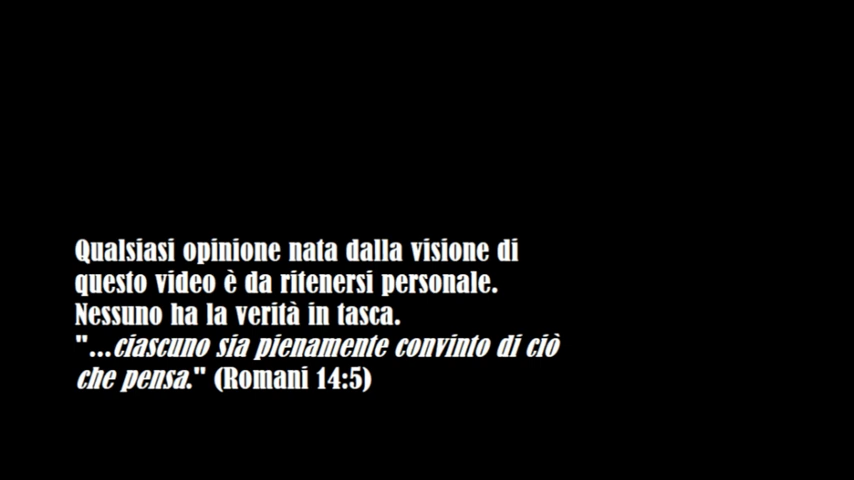 Qualsiasi opinione nata dalla visione di
questo video è da ritenersi personale.
Nessuno ha la verità in tasca.
"...ciascuno sia pienamente convinto di ciò
che pensa." (Romani 14:5)